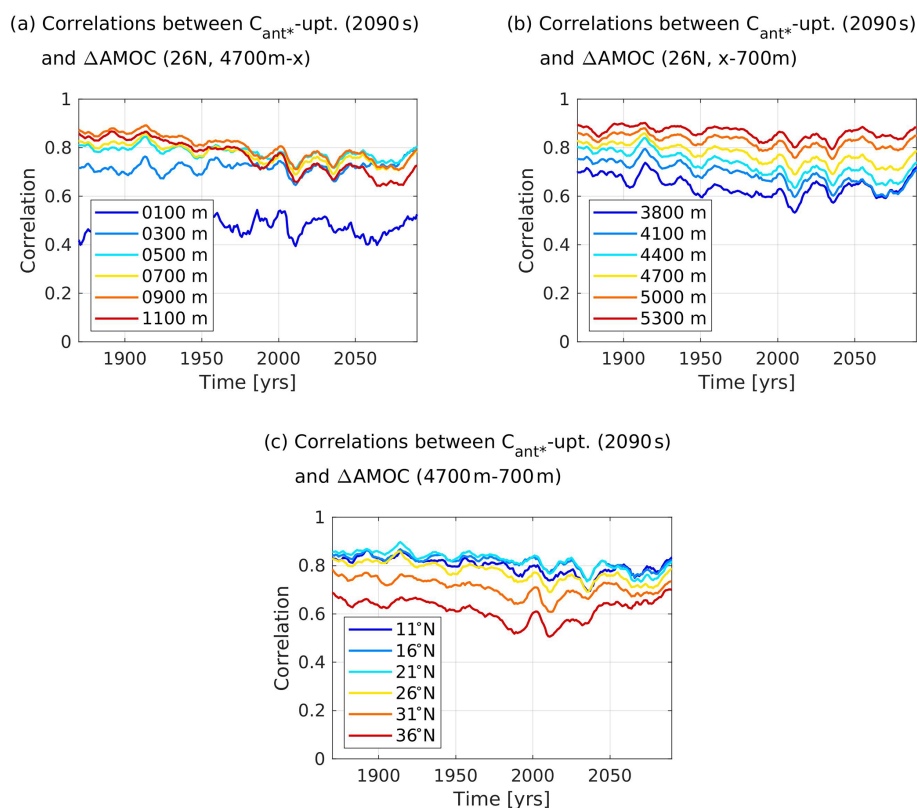 (a) Correlations between C_ant*-upt. (2090s)
and ΔAMOC (26N, 4700m-x)
1
0.8
0.6
0.4
0.2
0
Correlation
0100 m
0300 m
0500 m
0700 m
0900 m
1100 m
1900 1950 2000 2050
Time [yrs]
(b) Correlations between C_ant*-upt. (2090s)
and ΔAMOC (26N, x-700m)
1
0.8
0.6
0.4
0.2
0
Correlation
3800 m
4100 m
4400 m
4700 m
5000 m
5300 m
1900 1950 2000 2050
Time [yrs]
(c) Correlations between C_ant*-upt. (2090s)
and ΔAMOC (4700m-700m)
1
0.8
0.6
0.4
0.2
0
Correlation
11°N
16°N
21°N
26°N
31°N
36°N
1900 1950 2000 2050
Time [yrs]